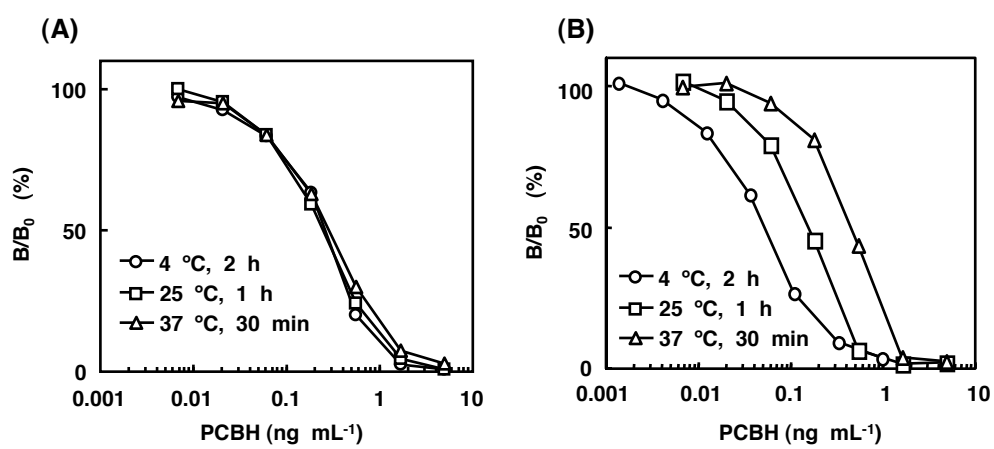 (A)
100
50
0
B/B0 (%)
4 °C, 2 h
25 °C, 1 h
37 °C, 30 min
0.001 0.01 0.1 1 10
PCBH (ng mL-1)
(B)
100
50
0
B/B0 (%)
4 °C, 2 h
25 °C, 1 h
37 °C, 30 min
0.001 0.01 0.1 1 10
PCBH (ng mL-1)